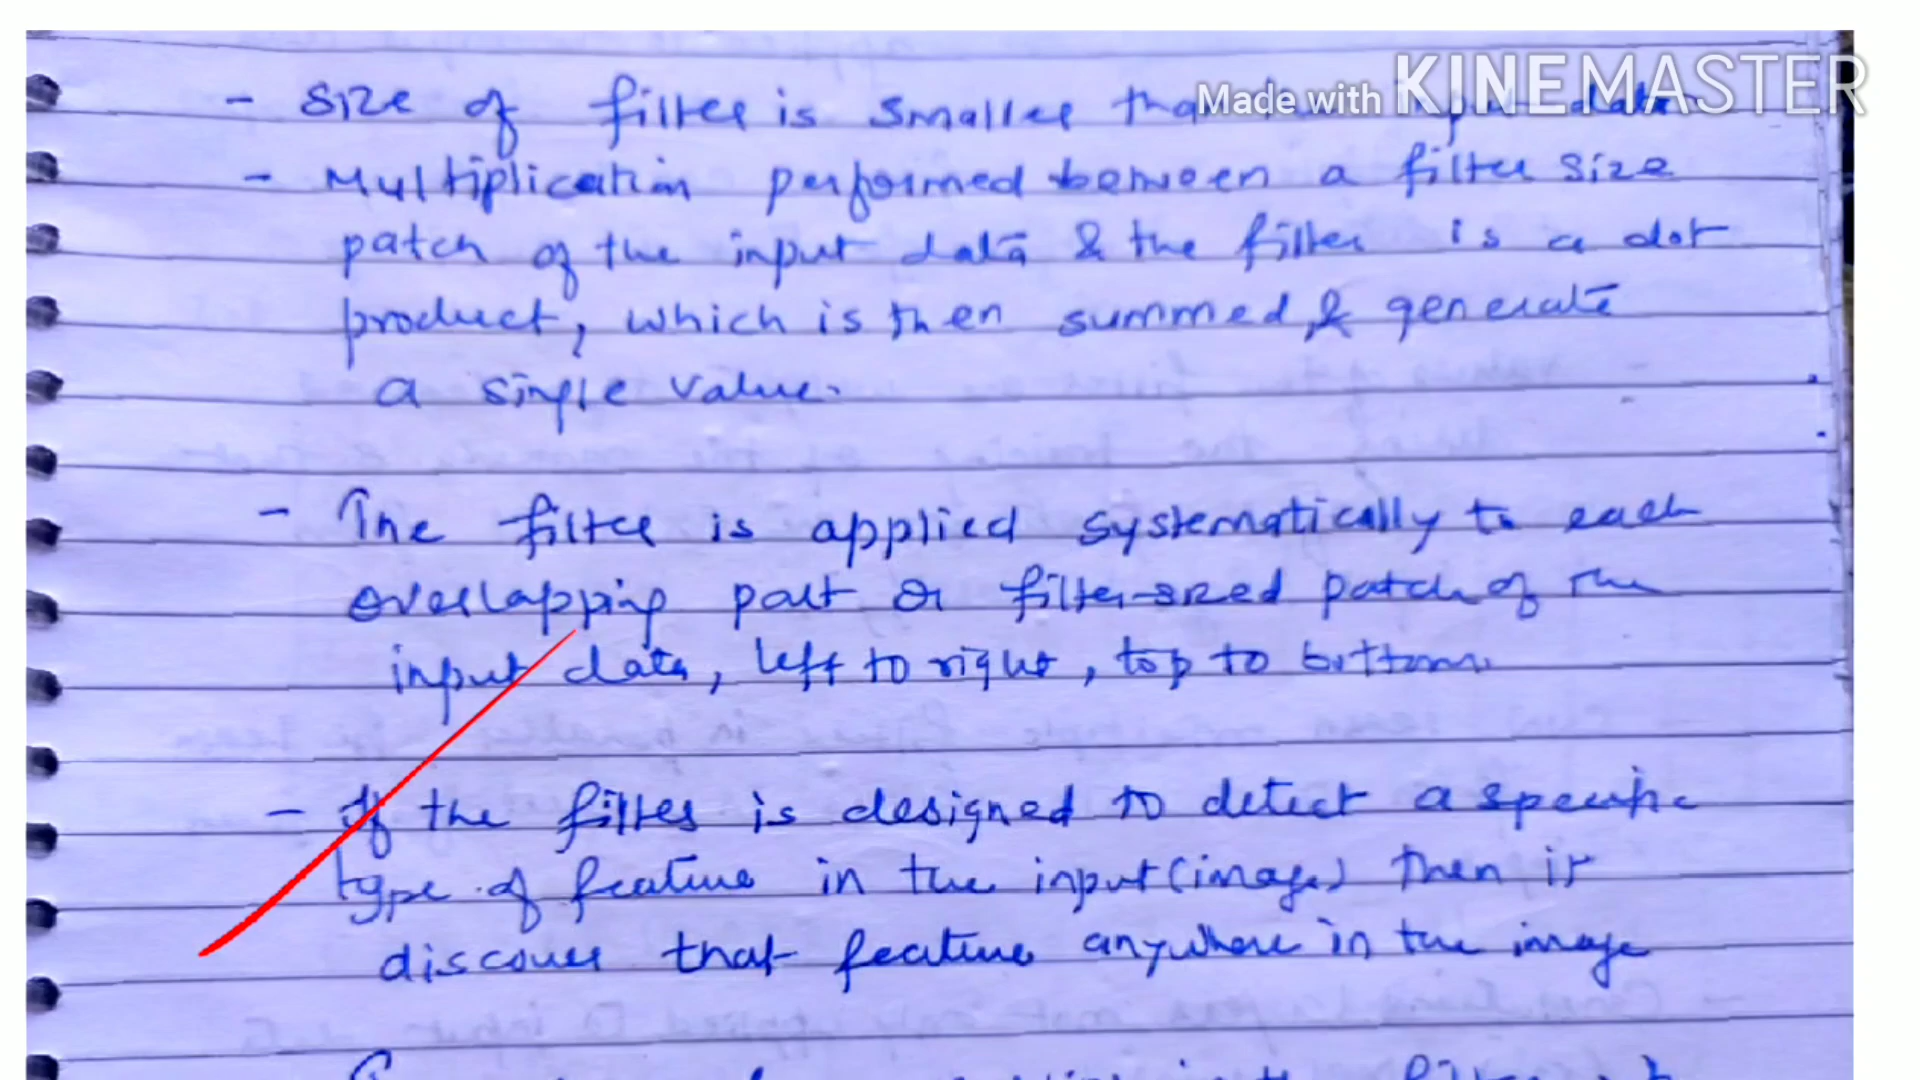 Made with KINEMASTER
- Size of filter is smaller than input data
- Multiplication performed between a filter size
patch of the input data & the filter is a dot
product, which is then summed & generate
a single value.
- The filter is applied systematically to each
overlapping part or filter-sized patch of the
input data, left to right, top to bottom.
- If the filter is designed to detect a specific
type of feature in the input (image) then it
discover that feature anywhere in the image